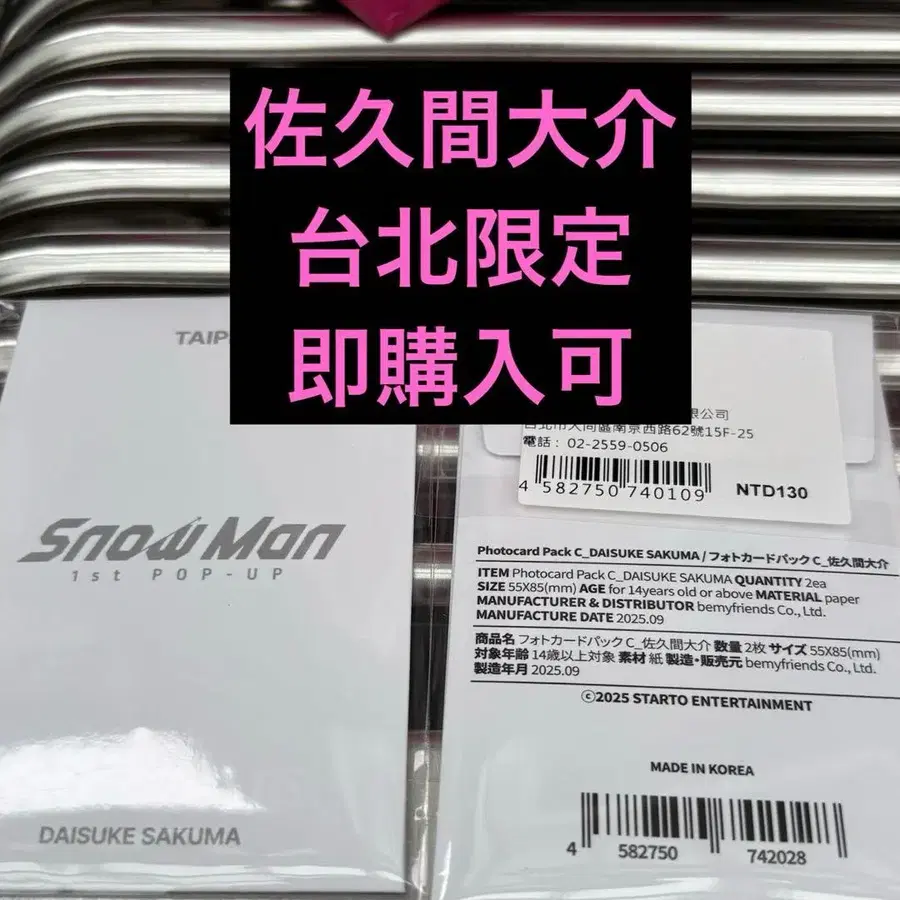 佐久間大介
台北限定
即購入可
TAIP
Snow Man
1st POP-UP
DAISUKE SAKUMA
限公司
台北市大同區南京西路62號15F-25
電話： 02-2559-0506
4 582750 740109
NTD130
Photocard Pack C_DAISUKE SAKUMA / フォトカードパック C_佐久間大介
ITEM Photocard Pack C_DAISUKE SAKUMA QUANTITY 2ea
SIZE 55X85(mm) AGE for 14years old or above MATERIAL paper
MANUFACTURER & DISTRIBUTOR bemyfriends Co., Ltd.
MANUFACTURE DATE 2025.09
商品名 フォトカードパック C_佐久間大介 数量 2枚 サイズ 55X85(mm)
対象年齢 14歳以上対象 素材 紙 製造・販売元 bemyfriends Co., Ltd.
製造年月 2025.09
©2025 STARTO ENTERTAINMENT
MADE IN KOREA
4 582750 742028